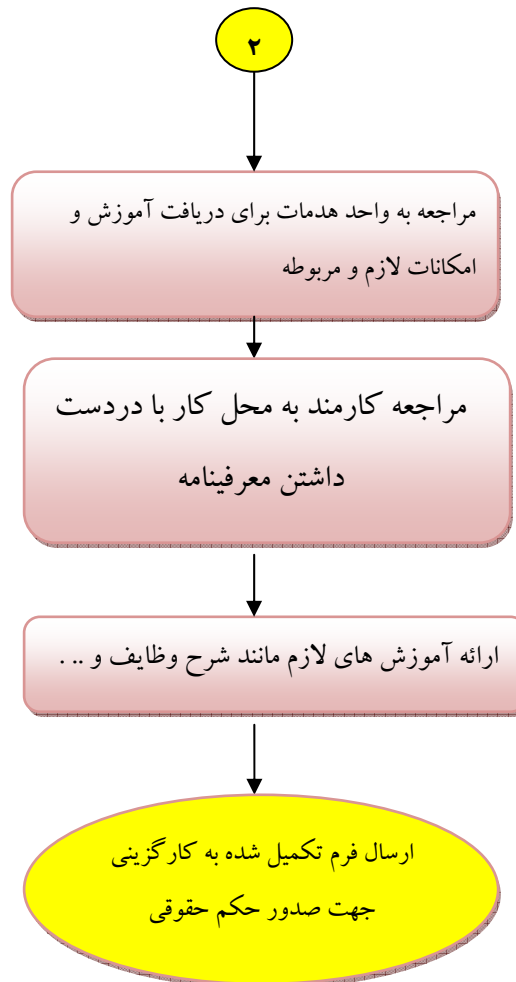 ۲
مراجعه به واحد هدمات برای دریافت آموزش و
امکانات لازم و مربوطه
مراجعه کارمند به محل کار با دردست
داشتن معرفینامه
ارائه آموزش های لازم مانند شرح وظایف و .. .
ارسال فرم تکمیل شده به کارگزینی
جهت صدور حکم حقوقی